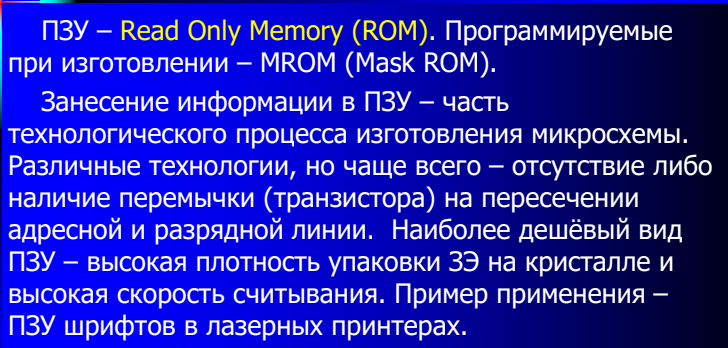 ПЗУ – Read Only Memory (ROM). Программируемые
при изготовлении – MROM (Mask ROM).
Занесение информации в ПЗУ – часть
технологического процесса изготовления микросхемы.
Различные технологии, но чаще всего – отсутствие либо
наличие перемычки (транзистора) на пересечении
адресной и разрядной линии. Наиболее дешёвый вид
ПЗУ – высокая плотность упаковки ЗЭ на кристалле и
высокая скорость считывания. Пример применения –
ПЗУ шрифтов в лазерных принтерах.